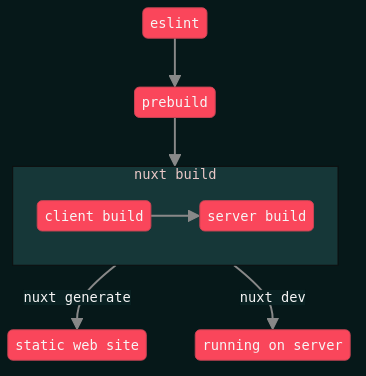 eslint
prebuild
nuxt build
client build
server build
nuxt generate
nuxt dev
static web site
running on server